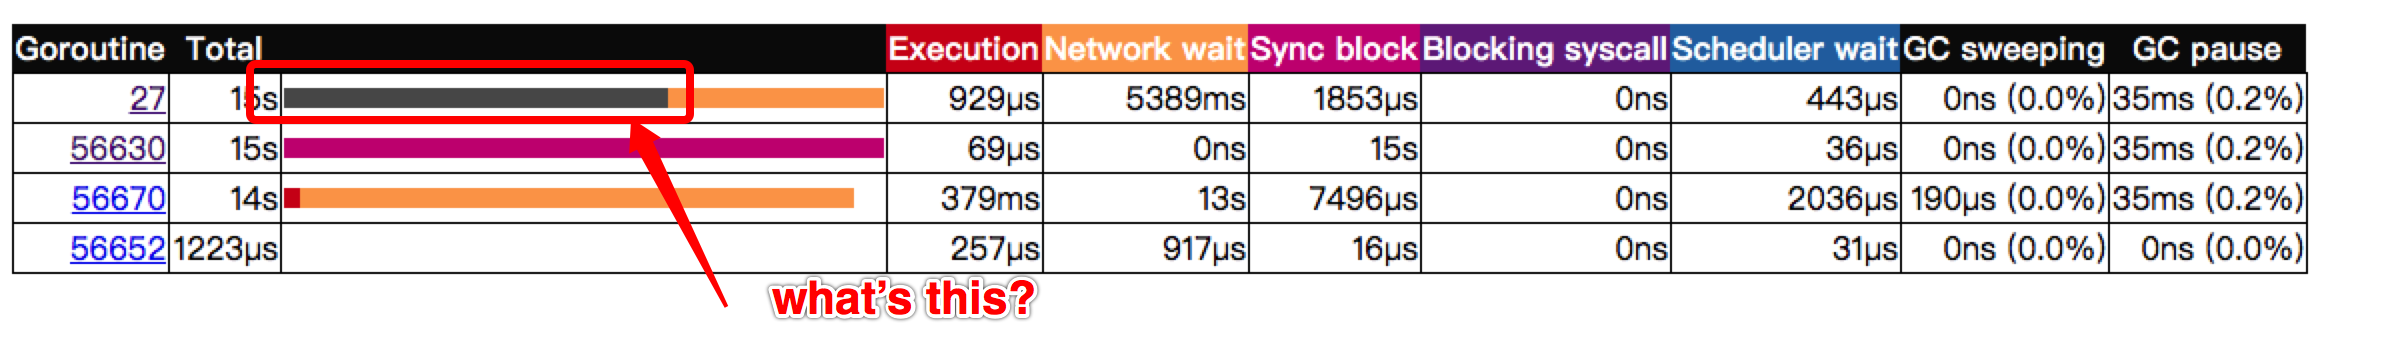 Goroutine Total Execution Network wait Sync block Blocking syscall Scheduler wait GC sweeping GC pause
27 15s 929µs 5389ms 1853µs 0ns 443µs 0ns (0.0%) 35ms (0.2%)
56630 15s 69µs 0ns 15s 0ns 36µs 0ns (0.0%) 35ms (0.2%)
56670 14s 379ms 13s 7496µs 0ns 2036µs 190µs (0.0%) 35ms (0.2%)
56652 1223µs 257µs 917µs 16µs 0ns 31µs 0ns (0.0%) 0ns (0.0%)
what's this?